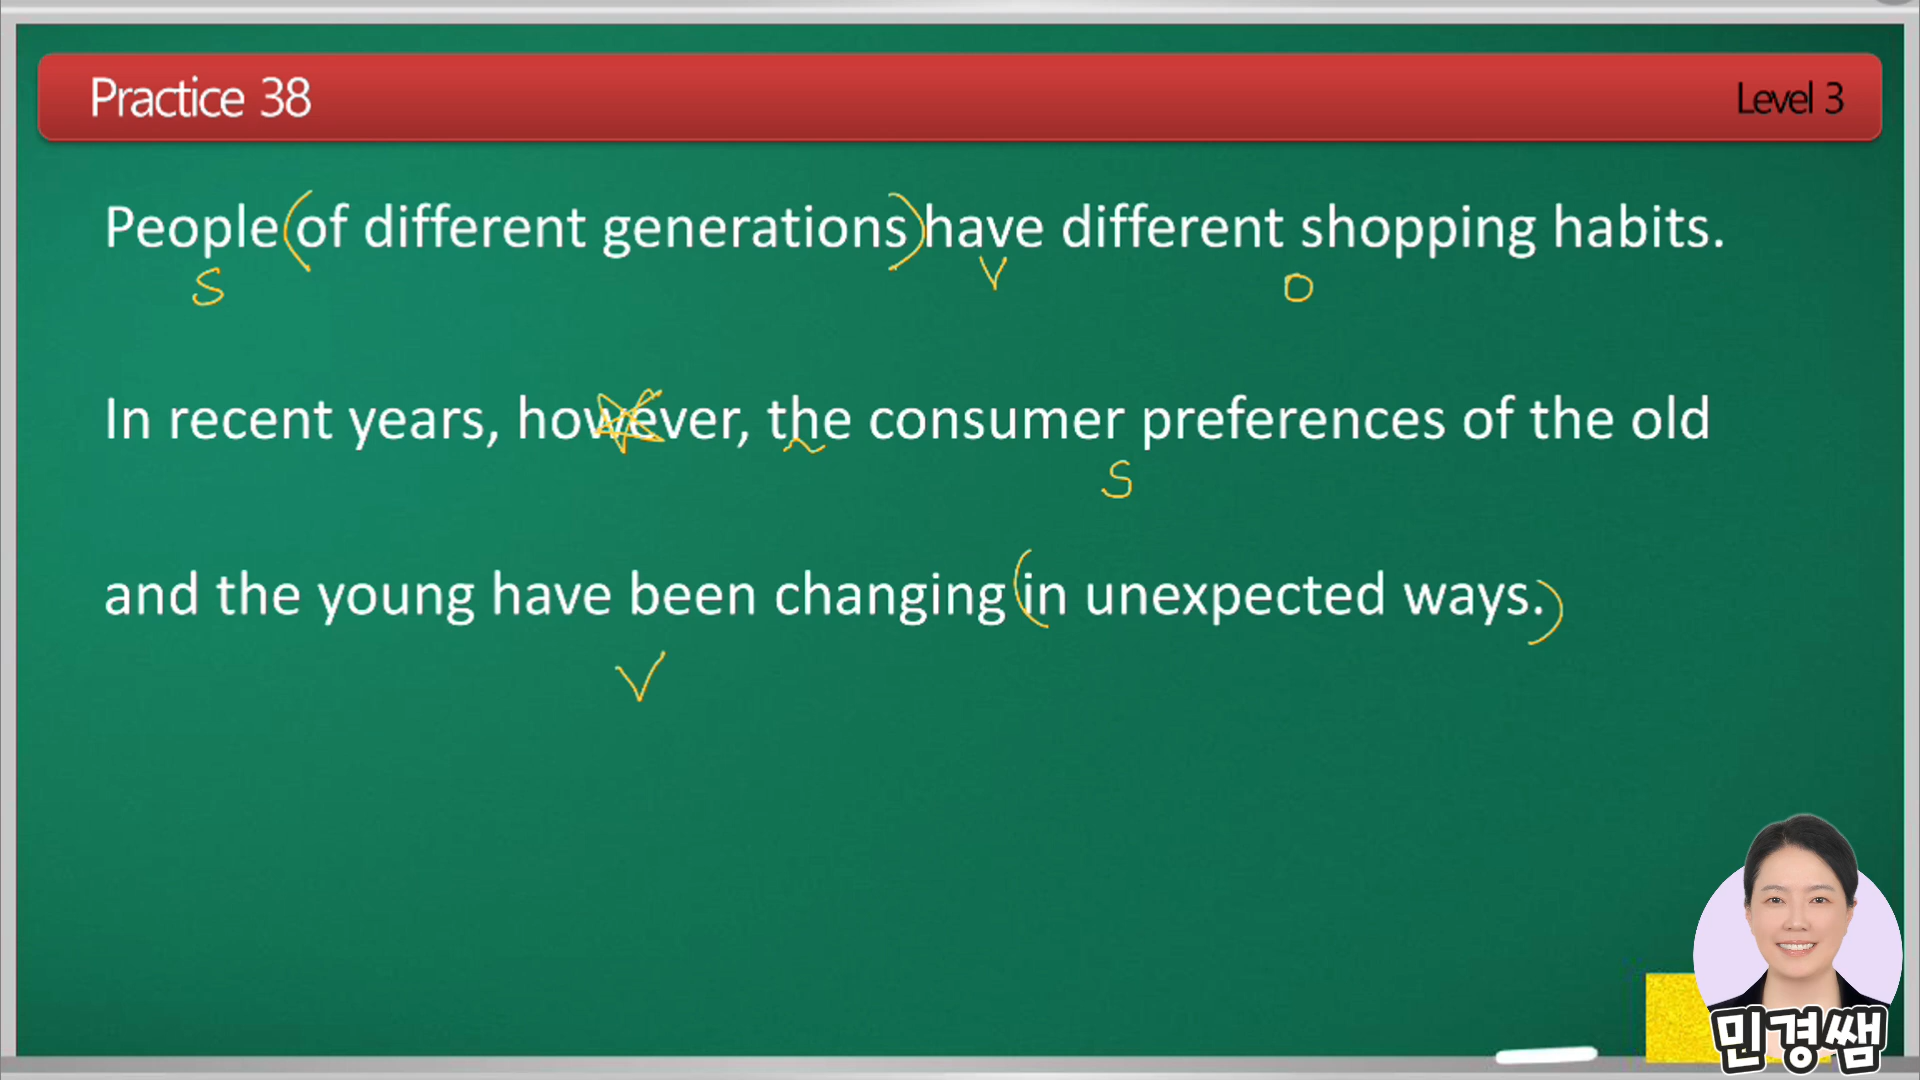 Practice 38
Level 3
People (of different generations) have different shopping habits.
S V O
In recent years, however, the consumer preferences of the old
S
and the young have been changing (in unexpected ways.)
V
민경쌤